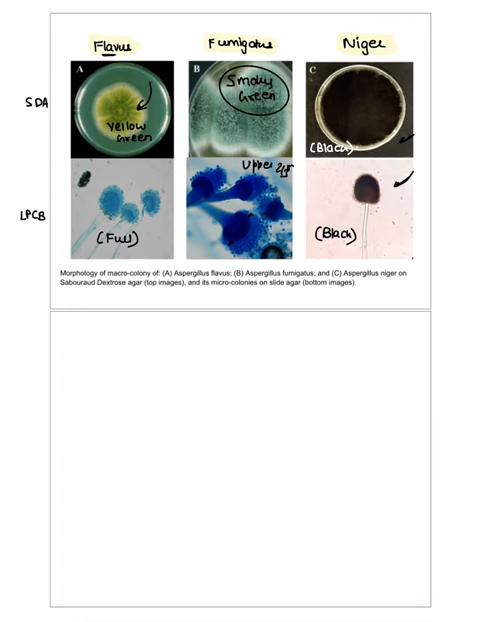 Flavus Fumigatus Niger
SDA
A B C
Yellow Green
Smoky Green
(Black)
LPCB
(Full)
Upper 2/3r
(Black)
Morphology of macro-colony of: (A) Aspergillus flavus; (B) Aspergillus fumigatus; and (C) Aspergillus niger on
Sabouraud Dextrose agar (top images), and its micro-colonies on slide agar (bottom images).